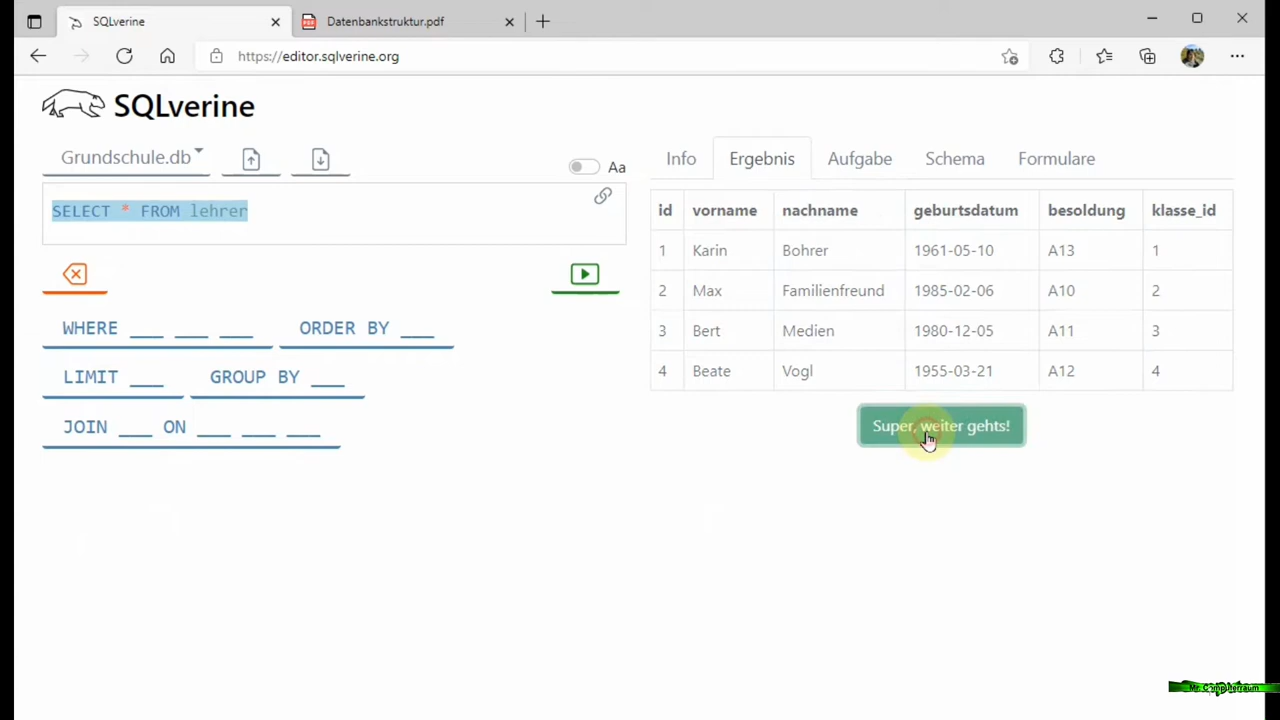 SQLverine
Datenbankstruktur.pdf
https://editor.sqlverine.org
SQLverine
Grundschule.db
Aa
SELECT * FROM lehrer
WHERE ___ ___ ___ ORDER BY ___
LIMIT ___ GROUP BY ___
JOIN ___ ON ___ ___ ___
Info Ergebnis Aufgabe Schema Formulare
id vorname nachname geburtsdatum besoldung klasse_id
1 Karin Bohrer 1961-05-10 A13 1
2 Max Familienfreund 1985-02-06 A10 2
3 Bert Medien 1980-12-05 A11 3
4 Beate Vogl 1955-03-21 A12 4
Super, weiter gehts!
Mr. Computerraum